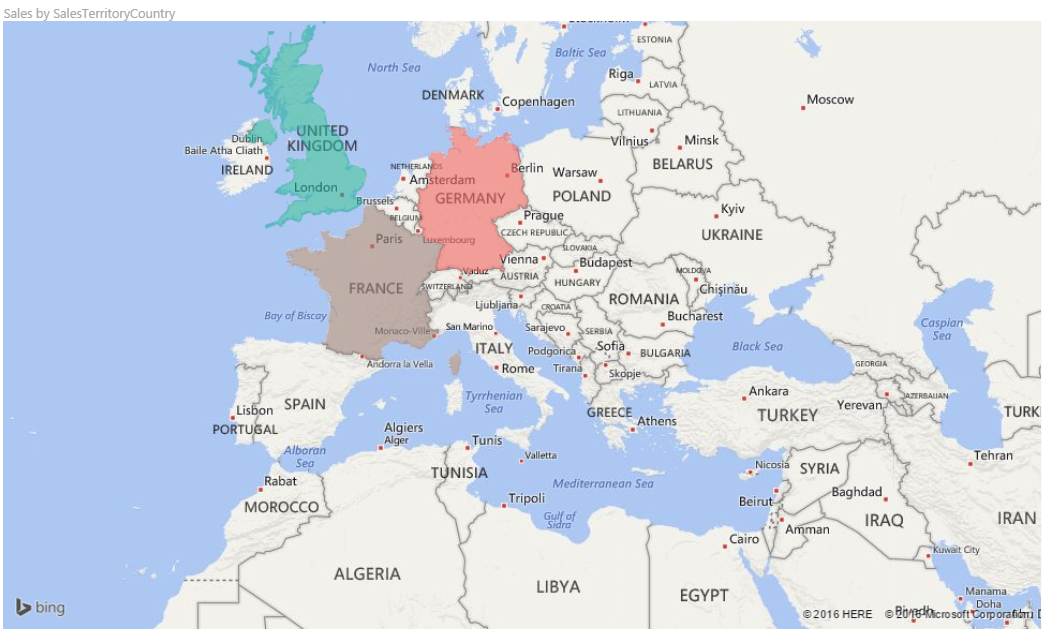 Sales by SalesTerritoryCountry
ESTONIA
Baltic Sea
North Sea
Riga
LATVIA
DENMARK
Copenhagen
Moscow
LITHUANIA
UNITED
KINGDOM
Dublin
Baile Atha Cliath
Vilnius
Minsk
IRELAND
NETHERLANDS
Berlin
BELARUS
Amsterdam
Warsaw
London
GERMANY
POLAND
Brussels
BELGIUM
Prague
Kyiv
CZECH REPUBLIC
UKRAINE
Paris
Luxembourg
SLOVAKIA
Vienna
Budapest
Vaduz
AUSTRIA
MOLDOVA
FRANCE
SWITZERLAND
HUNGARY
Chișinău
Ljubljana
CROATIA
ROMANIA
Bay of Biscay
Bucharest
Monaco-Ville
San Marino
Sarajevo
SERBIA
Caspian
Sea
ITALY
Podgorica
Sofia
BULGARIA
Black Sea
Andorra la Vella
Rome
Tirana
Skopje
GEORGIA
Ankara
Tyrrhenian
Sea
Yerevan
AZERBAIJAN
Lisbon
SPAIN
GREECE
Athens
TURKEY
TURK
PORTUGAL
Algiers
Alger
Tunis
Alboran
Sea
Valletta
Nicosia
SYRIA
Tehran
TUNISIA
Rabat
Mediterranean Sea
Beirut
Baghdad
Tripoli
MOROCCO
Gulf of
Sidra
Amman
IRAQ
IRAN
Cairo
Kuwait City
ALGERIA
LIBYA
EGYPT
Manama
Doha
bing
© 2016 HERE © 2016 Microsoft Corporation
Riyadh